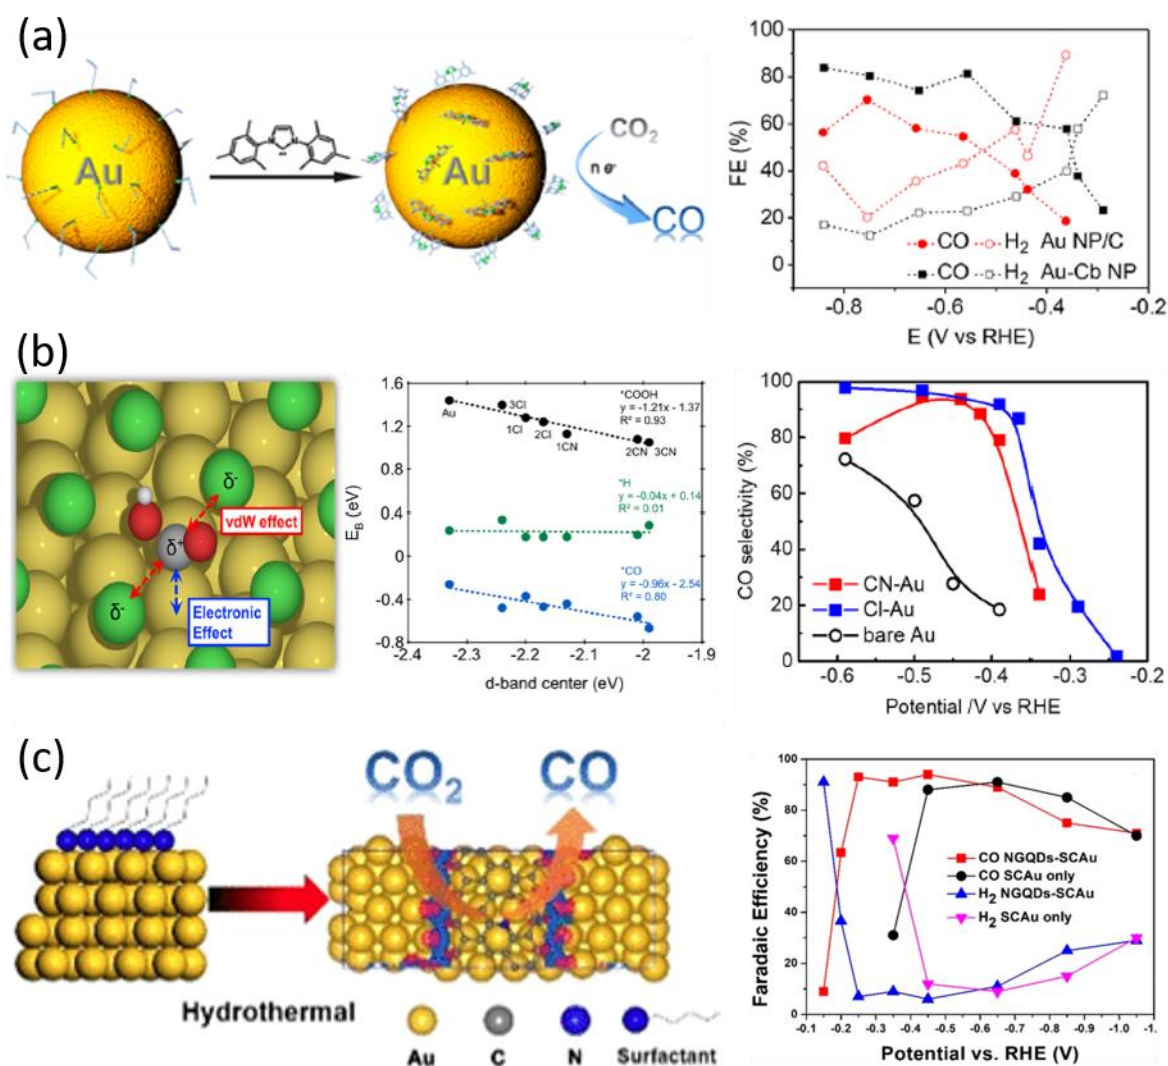 (a)
Au
Au
CO2
n e-
CO
FE (%)
100
80
60
40
20
0
CO H2 Au NP/C
CO H2 Au-Cb NP
-0.8 -0.6 -0.4 -0.2
E (V vs RHE)
(b)
δ-
vdW effect
δ+
δ-
Electronic
Effect
EB (eV)
1.6
1.2
0.8
0.4
0
-0.4
-0.8
Au
3Cl
1Cl
2Cl
1CN
2CN
3CN
*COOH
y = -1.21x - 1.37
R² = 0.93
*H
y = -0.04x + 0.14
R² = 0.01
*CO
y = -0.96x - 2.54
R² = 0.80
-2.4 -2.3 -2.2 -2.1 -2 -1.9
d-band center (eV)
CO selectivity (%)
100
80
60
40
20
0
CN-Au
Cl-Au
bare Au
-0.6 -0.5 -0.4 -0.3 -0.2
Potential /V vs RHE
(c)
CO2 CO
Hydrothermal
Au C N Surfactant
Faradaic Efficiency (%)
100
90
80
70
60
50
40
30
20
10
0
CO NGQDs-SCAu
CO SCAu only
H2 NGQDs-SCAu
H2 SCAu only
-0.1 -0.2 -0.3 -0.4 -0.5 -0.6 -0.7 -0.8 -0.9 -1.0 -1.
Potential vs. RHE (V)